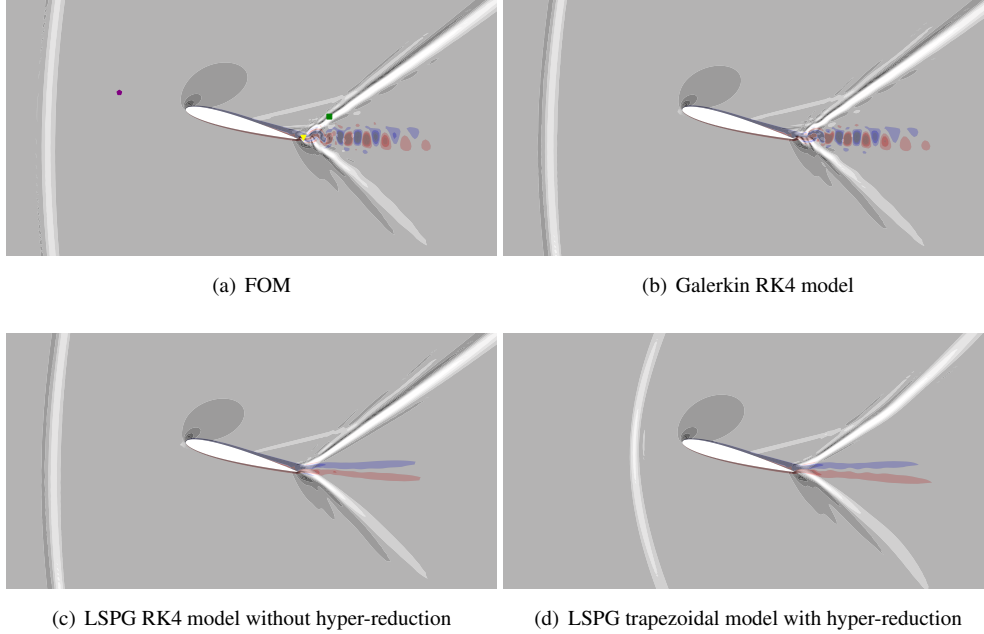 (a) FOM
(b) Galerkin RK4 model
(c) LSPG RK4 model without hyper-reduction
(d) LSPG trapezoidal model with hyper-reduction